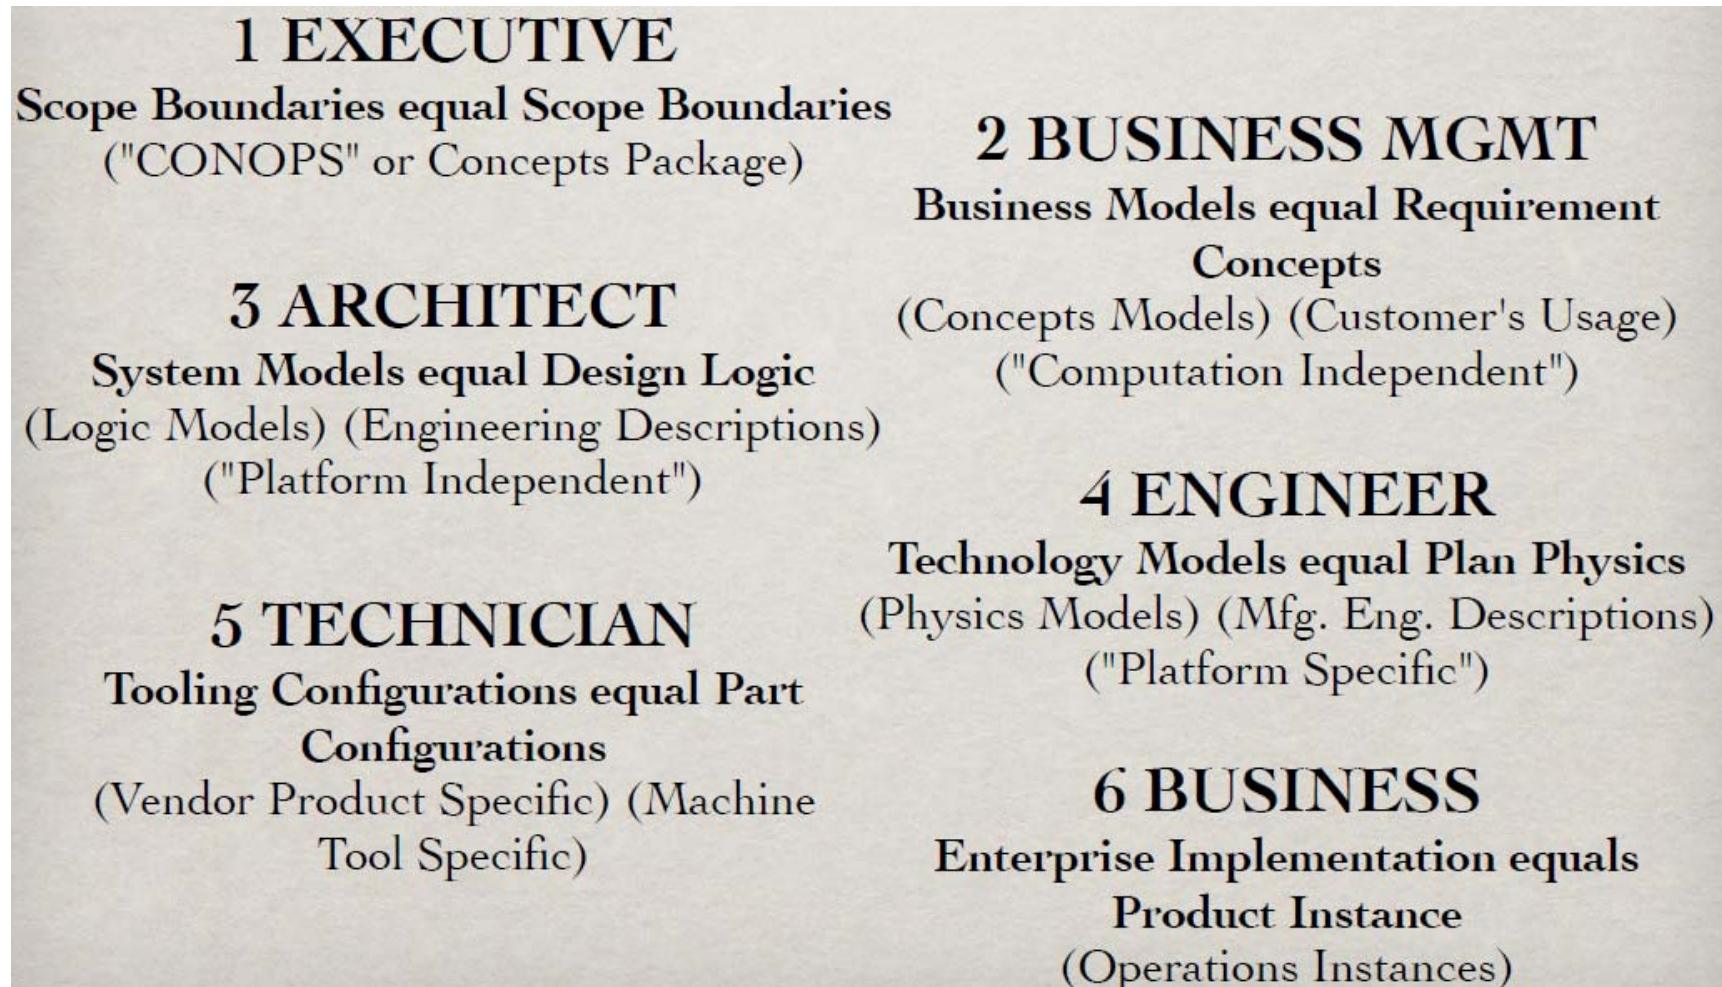 1 EXECUTIVE
Scope Boundaries equal Scope Boundaries
("CONOPS" or Concepts Package)
2 BUSINESS MGMT
Business Models equal Requirement
Concepts
(Concepts Models) (Customer's Usage)
("Computation Independent")
3 ARCHITECT
System Models equal Design Logic
(Logic Models) (Engineering Descriptions)
("Platform Independent")
4 ENGINEER
Technology Models equal Plan Physics
(Physics Models) (Mfg. Eng. Descriptions)
("Platform Specific")
5 TECHNICIAN
Tooling Configurations equal Part
Configurations
(Vendor Product Specific) (Machine
Tool Specific)
6 BUSINESS
Enterprise Implementation equals
Product Instance
(Operations Instances)